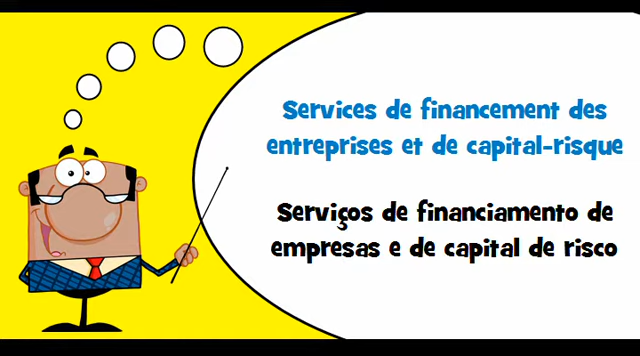 Services de financement des
entreprises et de capital-risque
Serviços de financiamento de
empresas e de capital de risco